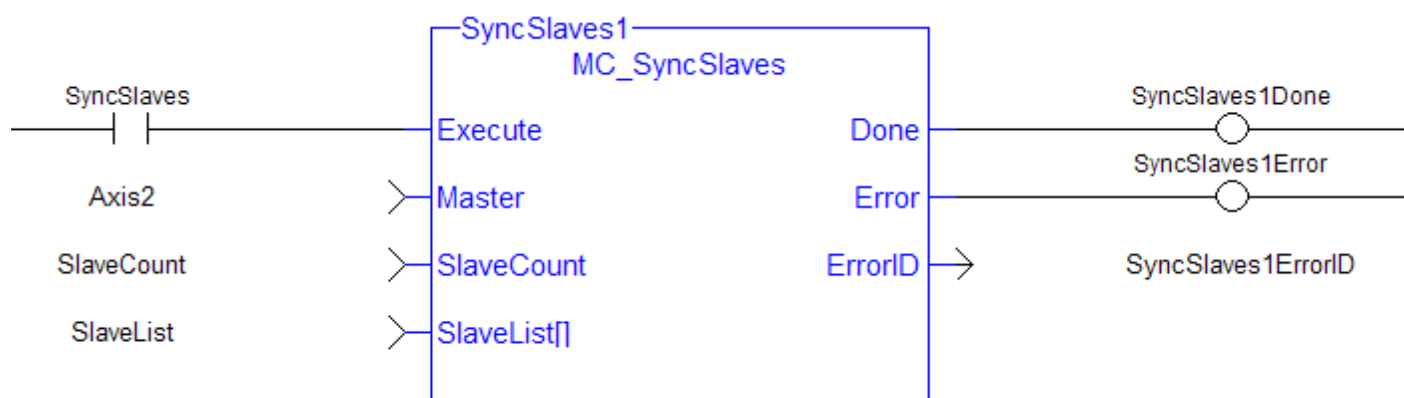 SyncSlaves1
MC_SyncSlaves
SyncSlaves SyncSlaves1Done
Execute Done
SyncSlaves1Error
Axis2 Master Error
SlaveCount SlaveCount ErrorID SyncSlaves1ErrorID
SlaveList SlaveList[]